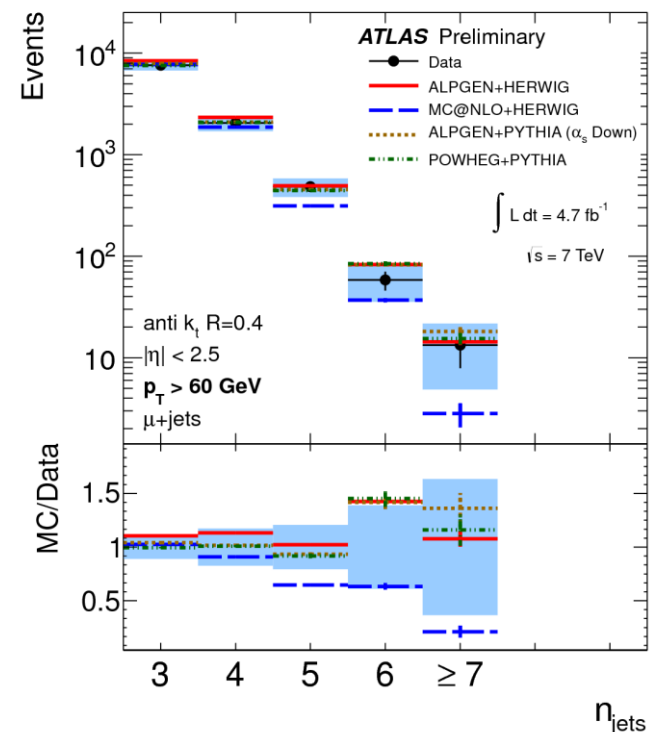 Events
10⁴
10³
10²
10
ATLAS Preliminary
Data
ALPGEN+HERWIG
MC@NLO+HERWIG
ALPGEN+PYTHIA (αₛ Down)
POWHEG+PYTHIA
∫ L dt = 4.7 fb⁻¹
√s = 7 TeV
anti kₜ R=0.4
|η| < 2.5
p_T > 60 GeV
μ+jets
MC/Data
1.5
1
0.5
3 4 5 6 ≥ 7
n_jets